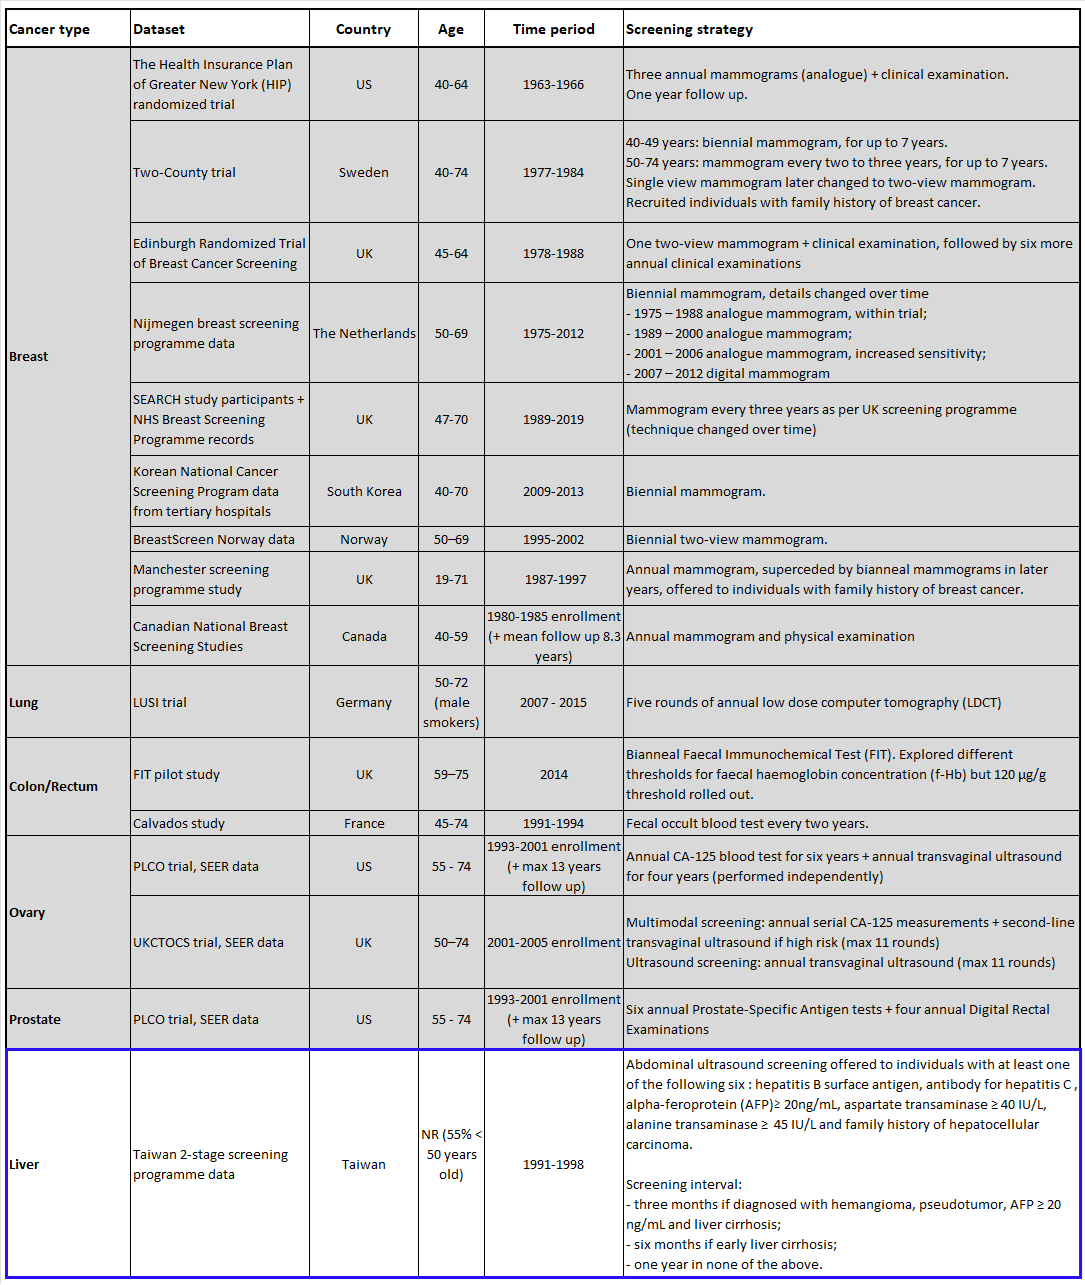 Cancer type Dataset Country Age Time period Screening strategy
Breast
The Health Insurance Plan
of Greater New York (HIP)
randomized trial
US
40-64
1963-1966
Three annual mammograms (analogue) + clinical examination.
One year follow up.
Two-County trial
Sweden
40-74
1977-1984
40-49 years: biennial mammogram, for up to 7 years.
50-74 years: mammogram every two to three years, for up to 7 years.
Single view mammogram later changed to two-view mammogram.
Recruited individuals with family history of breast cancer.
Edinburgh Randomized Trial
of Breast Cancer Screening
UK
45-64
1978-1988
One two-view mammogram + clinical examination, followed by six more
annual clinical examinations
Nijmegen breast screening
programme data
The Netherlands
50-69
1975-2012
Biennial mammogram, details changed over time
- 1975 – 1988 analogue mammogram, within trial;
- 1989 – 2000 analogue mammogram;
- 2001 – 2006 analogue mammogram, increased sensitivity;
- 2007 – 2012 digital mammogram
SEARCH study participants +
NHS Breast Screening
Programme records
UK
47-70
1989-2019
Mammogram every three years as per UK screening programme
(technique changed over time)
Korean National Cancer
Screening Program data
from tertiary hospitals
South Korea
40-70
2009-2013
Biennial mammogram.
BreastScreen Norway data
Norway
50–69
1995-2002
Biennial two-view mammogram.
Manchester screening
programme study
UK
19-71
1987-1997
Annual mammogram, superceded by bianneal mammograms in later
years, offered to individuals with family history of breast cancer.
Canadian National Breast
Screening Studies
Canada
40-59
1980-1985 enrollment
(+ mean follow up 8.3
years)
Annual mammogram and physical examination
Lung
LUSI trial
Germany
50-72
(male
smokers)
2007 - 2015
Five rounds of annual low dose computer tomography (LDCT)
Colon/Rectum
FIT pilot study
UK
59–75
2014
Bianneal Faecal Immunochemical Test (FIT). Explored different
thresholds for faecal haemoglobin concentration (f-Hb) but 120 µg/g
threshold rolled out.
Calvados study
France
45-74
1991-1994
Fecal occult blood test every two years.
Ovary
PLCO trial, SEER data
US
55 - 74
1993-2001 enrollment
(+ max 13 years
follow up)
Annual CA-125 blood test for six years + annual transvaginal ultrasound
for four years (performed independently)
UKCTOCS trial, SEER data
UK
50–74
2001-2005 enrollment
Multimodal screening: annual serial CA-125 measurements + second-line
transvaginal ultrasound if high risk (max 11 rounds)
Ultrasound screening: annual transvaginal ultrasound (max 11 rounds)
Prostate
PLCO trial, SEER data
US
55 - 74
1993-2001 enrollment
(+ max 13 years
follow up)
Six annual Prostate-Specific Antigen tests + four annual Digital Rectal
Examinations
Liver
Taiwan 2-stage screening
programme data
Taiwan
NR (55% <
50 years
old)
1991-1998
Abdominal ultrasound screening offered to individuals with at least one
of the following six : hepatitis B surface antigen, antibody for hepatitis C ,
alpha-feroprotein (AFP)≥ 20ng/mL, aspartate transaminase ≥ 40 IU/L,
alanine transaminase ≥ 45 IU/L and family history of hepatocellular
carcinoma.
Screening interval:
- three months if diagnosed with hemangioma, pseudotumor, AFP ≥ 20
ng/mL and liver cirrhosis;
- six months if early liver cirrhosis;
- one year in none of the above.